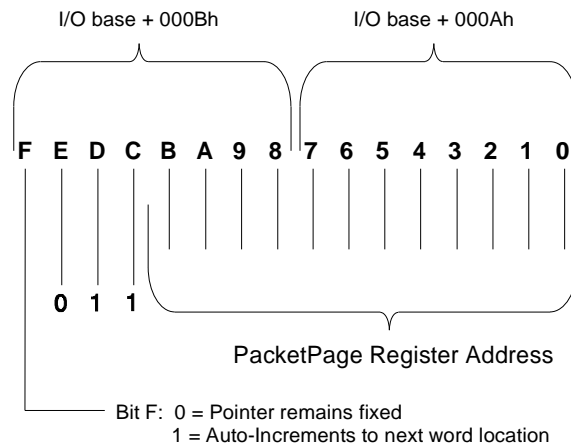 I/O base + 000Bh I/O base + 000Ah
F E D C B A 9 8 7 6 5 4 3 2 1 0
0 1 1
PacketPage Register Address
Bit F: 0 = Pointer remains fixed
1 = Auto-Increments to next word location